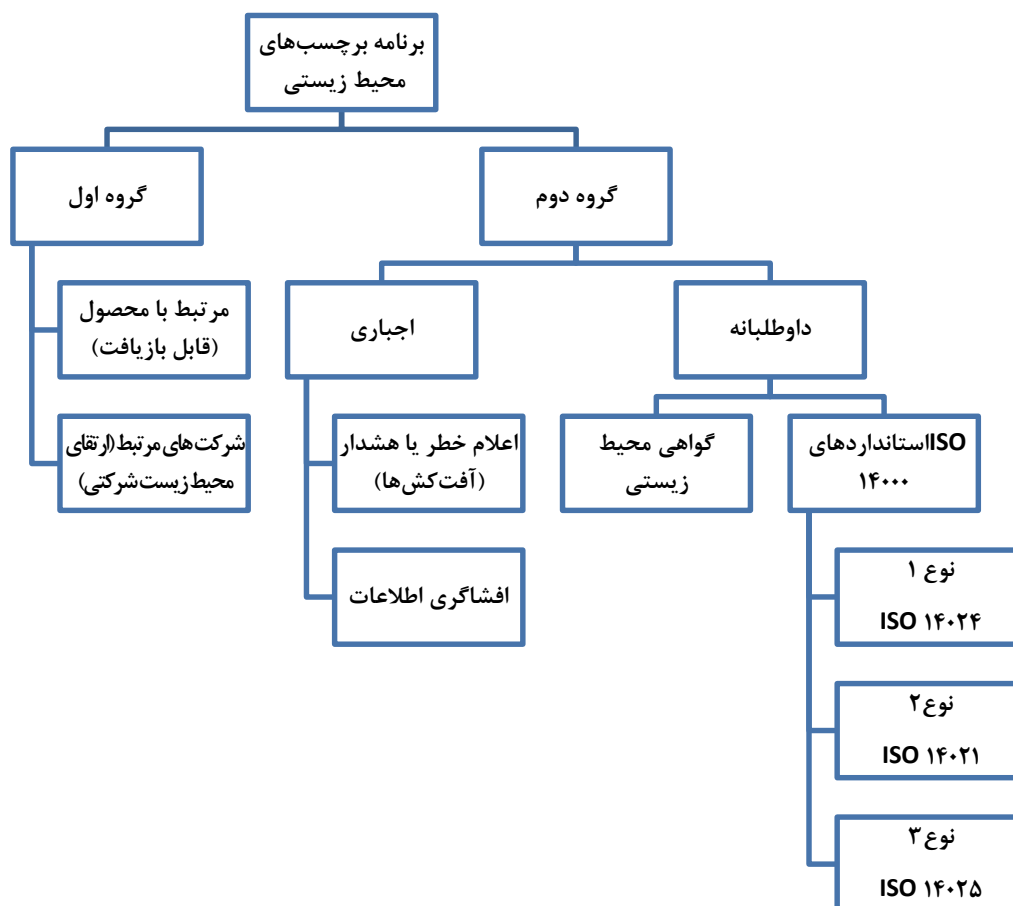 برنامه برچسب‌های
محیط زیستی
گروه اول
گروه دوم
مرتبط با محصول
(قابل بازیافت)
اجباری
داوطلبانه
شرکت‌های مرتبط(ارتقای
محیط‌زیست‌شرکتی)
اعلام خطر یا هشدار
(آفت‌کش‌ها)
گواهی محیط
زیستی
ISOاستانداردهای
۱۴۰۰۰
افشاگری اطلاعات
نوع ۱
ISO ۱۴۰۲۴
نوع۲
ISO ۱۴۰۲۱
نوع۳
ISO ۱۴۰۲۵